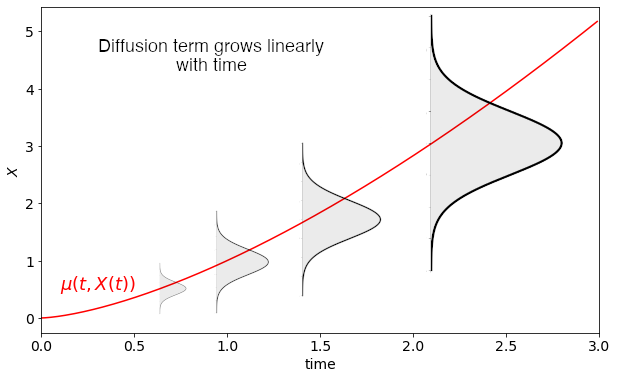 Diffusion term grows linearly
with time
μ(t, X(t))
X
5
4
3
2
1
0
0.0 0.5 1.0 1.5 2.0 2.5 3.0
time